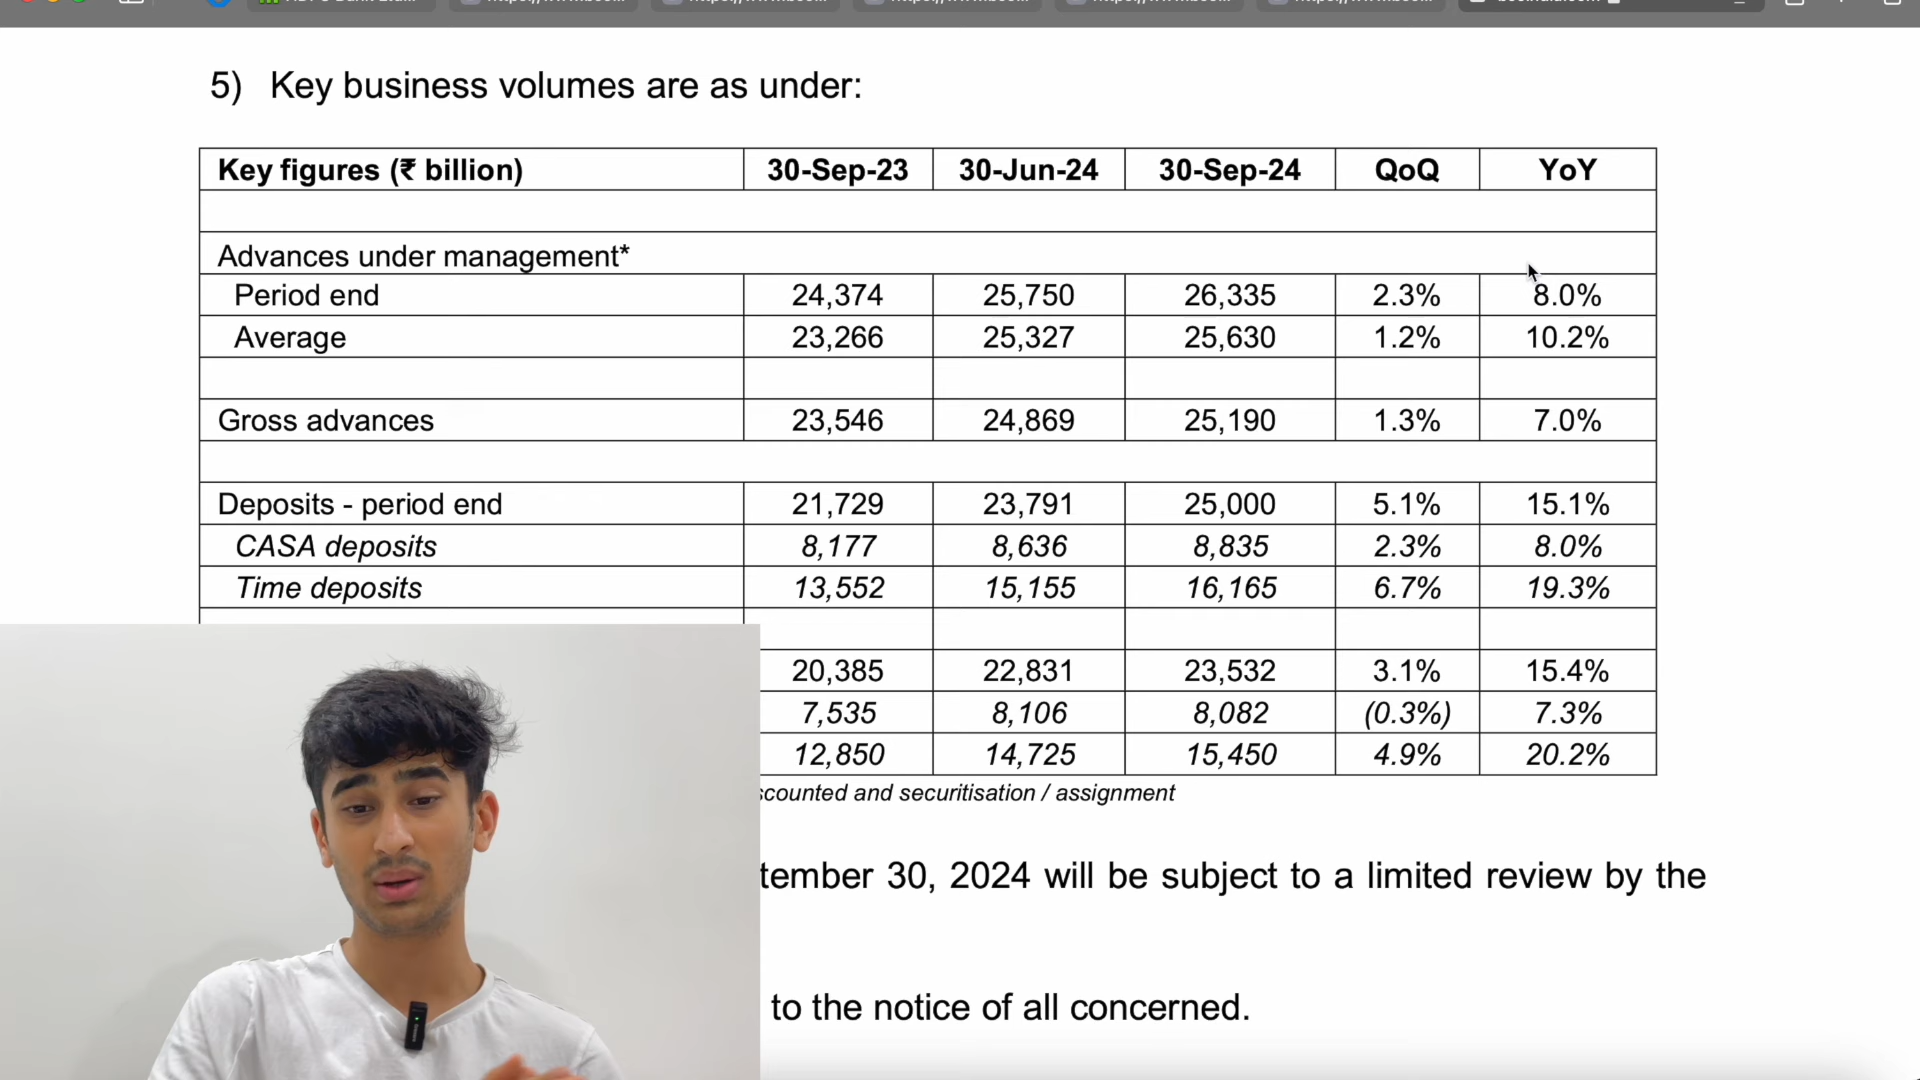 5) Key business volumes are as under:
Key figures (₹ billion) 30-Sep-23 30-Jun-24 30-Sep-24 QoQ YoY
Advances under management*
Period end 24,374 25,750 26,335 2.3% 8.0%
Average 23,266 25,327 25,630 1.2% 10.2%
Gross advances 23,546 24,869 25,190 1.3% 7.0%
Deposits - period end 21,729 23,791 25,000 5.1% 15.1%
CASA deposits 8,177 8,636 8,835 2.3% 8.0%
Time deposits 13,552 15,155 16,165 6.7% 19.3%
20,385 22,831 23,532 3.1% 15.4%
7,535 8,106 8,082 (0.3%) 7.3%
12,850 14,725 15,450 4.9% 20.2%
scounted and securitisation / assignment
tember 30, 2024 will be subject to a limited review by the
to the notice of all concerned.